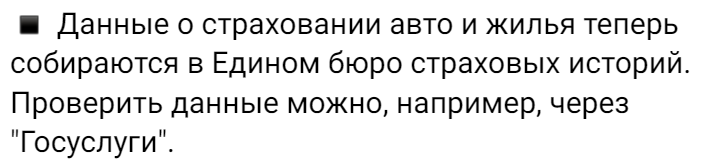 ▪ Данные о страховании авто и жилья теперь
собираются в Едином бюро страховых историй.
Проверить данные можно, например, через
"Госуслуги".